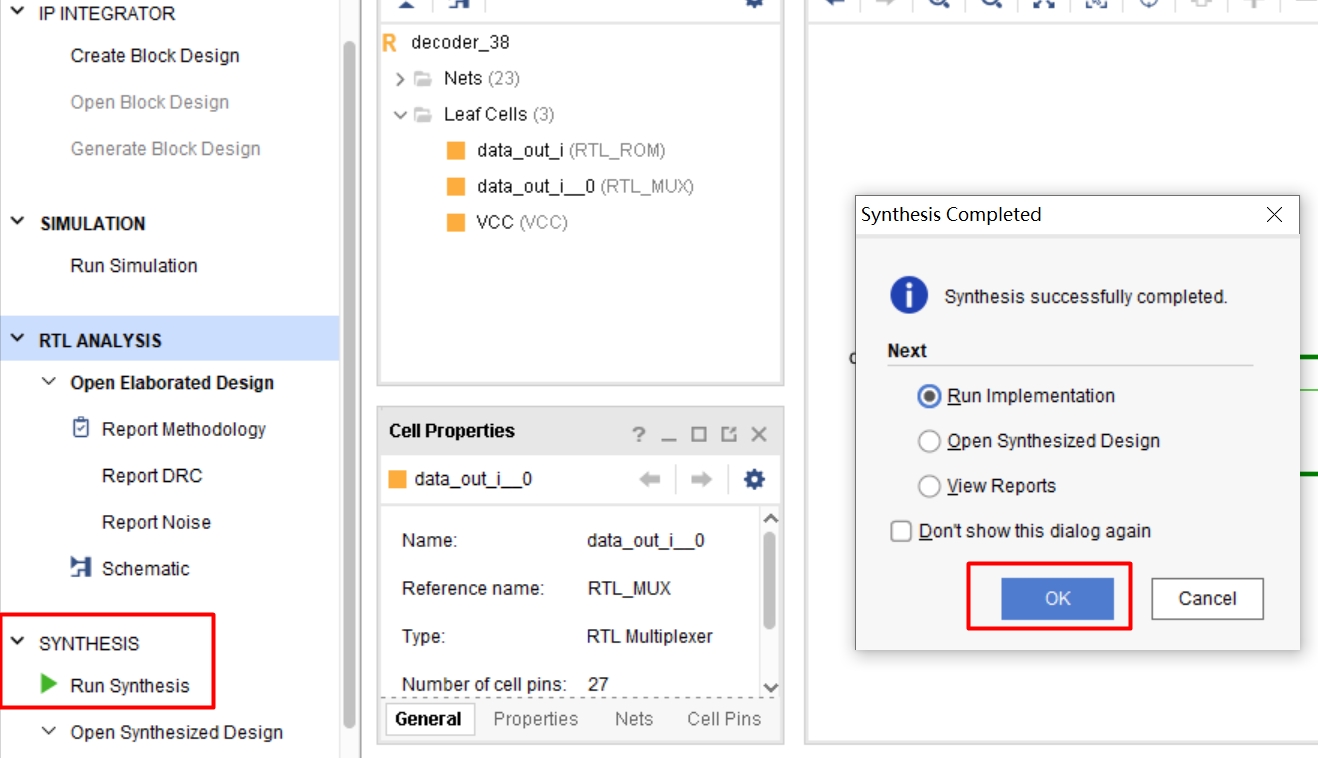 IP INTEGRATOR
Create Block Design
Open Block Design
Generate Block Design
SIMULATION
Run Simulation
RTL ANALYSIS
Open Elaborated Design
Report Methodology
Report DRC
Report Noise
Schematic
SYNTHESIS
Run Synthesis
Open Synthesized Design
R decoder_38
Nets (23)
Leaf Cells (3)
data_out_i (RTL_ROM)
data_out_i__0 (RTL_MUX)
VCC (VCC)
Cell Properties
data_out_i__0
Name: data_out_i__0
Reference name: RTL_MUX
Type: RTL Multiplexer
Number of cell pins: 27
General Properties Nets Cell Pins
Synthesis Completed
Synthesis successfully completed.
Next
Run Implementation
Open Synthesized Design
View Reports
Don't show this dialog again
OK Cancel